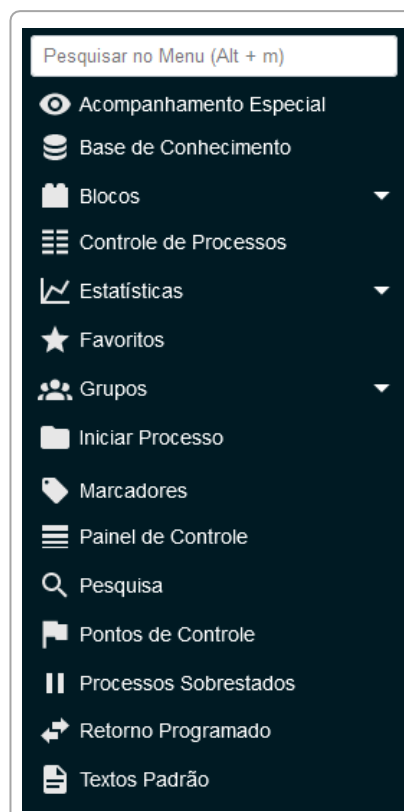 Pesquisar no Menu (Alt + m)
Acompanhamento Especial
Base de Conhecimento
Blocos
Controle de Processos
Estatísticas
Favoritos
Grupos
Iniciar Processo
Marcadores
Painel de Controle
Pesquisa
Pontos de Controle
Processos Sobrestados
Retorno Programado
Textos Padrão